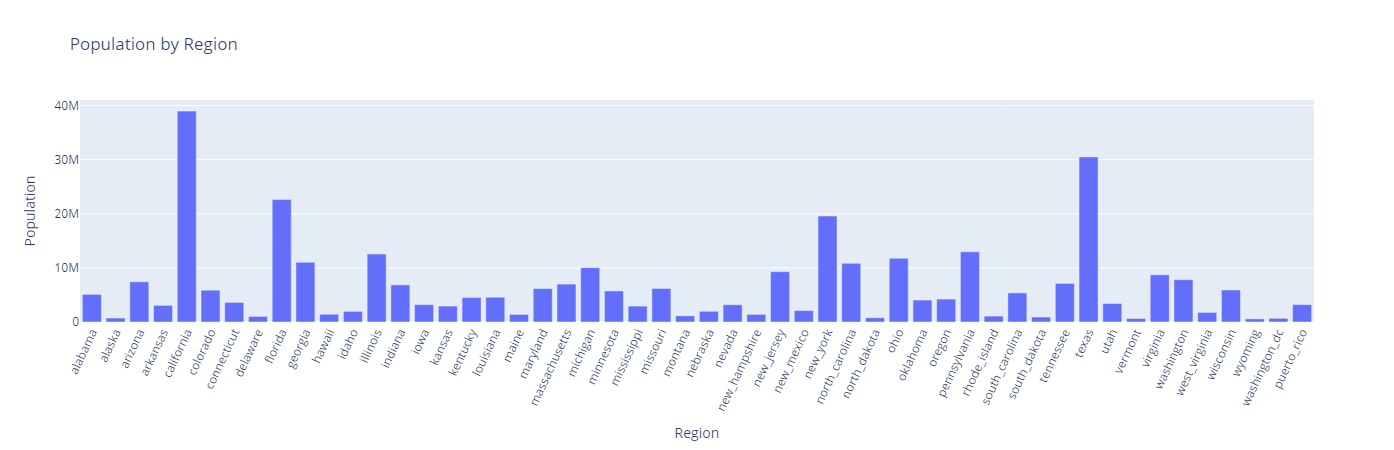 Population by Region
Population
40M
30M
20M
10M
0
alabama
alaska
arizona
arkansas
california
colorado
connecticut
delaware
florida
georgia
hawaii
idaho
illinois
indiana
iowa
kansas
kentucky
louisiana
maine
maryland
massachusetts
michigan
minnesota
mississippi
missouri
montana
nebraska
nevada
new_hampshire
new_jersey
new_mexico
new_york
north_carolina
north_dakota
ohio
oklahoma
oregon
pennsylvania
rhode_island
south_carolina
south_dakota
tennessee
texas
utah
vermont
virginia
washington
west_virginia
wisconsin
wyoming
washington_dc
puerto_rico
Region